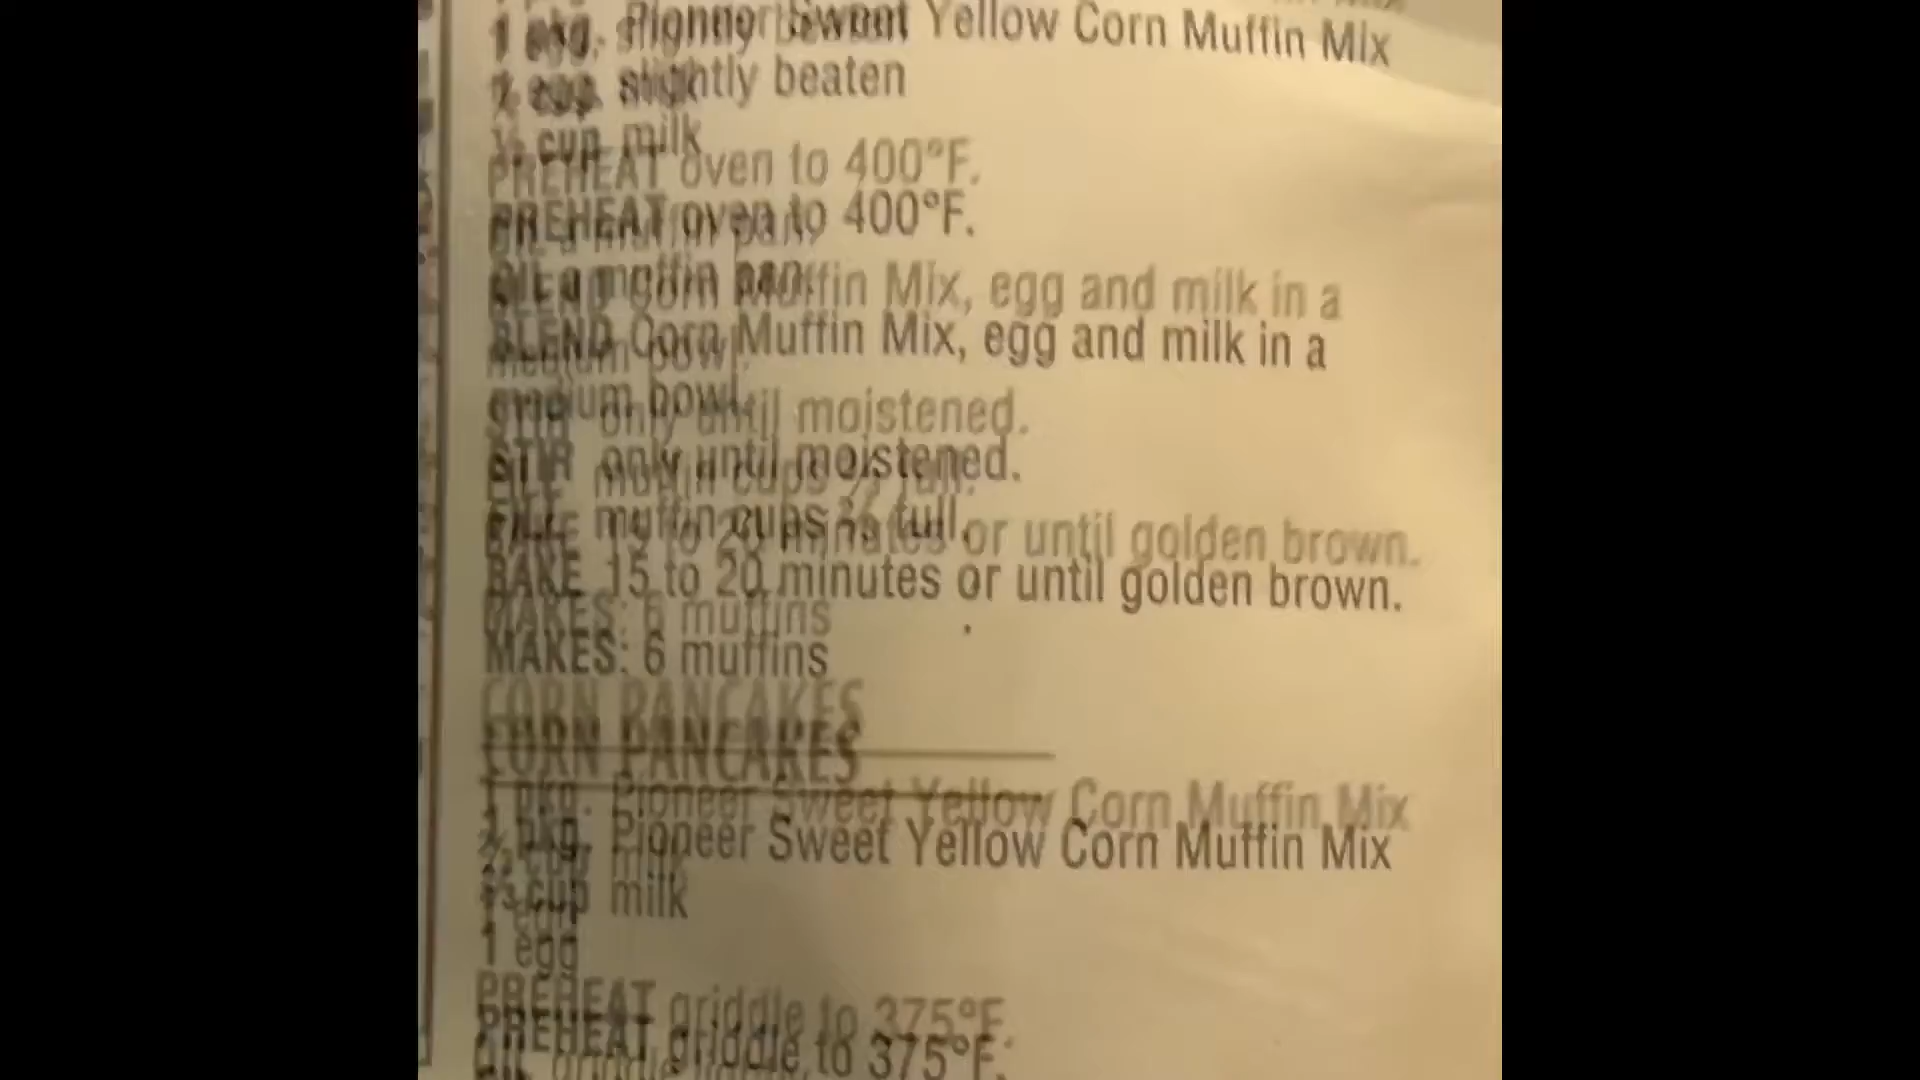 1 pkg. Pioneer Sweet Yellow Corn Muffin Mix
1 egg, slightly beaten
⅓ cup milk
PREHEAT oven to 400°F.
OIL a muffin pan.
BLEND Corn Muffin Mix, egg and milk in a
medium bowl.
STIR only until moistened.
FILL muffin cups ⅔ full.
BAKE 15 to 20 minutes or until golden brown.
MAKES: 6 muffins
CORN PANCAKES
1 pkg. Pioneer Sweet Yellow Corn Muffin Mix
⅔ cup milk
1 egg
PREHEAT griddle to 375°F.